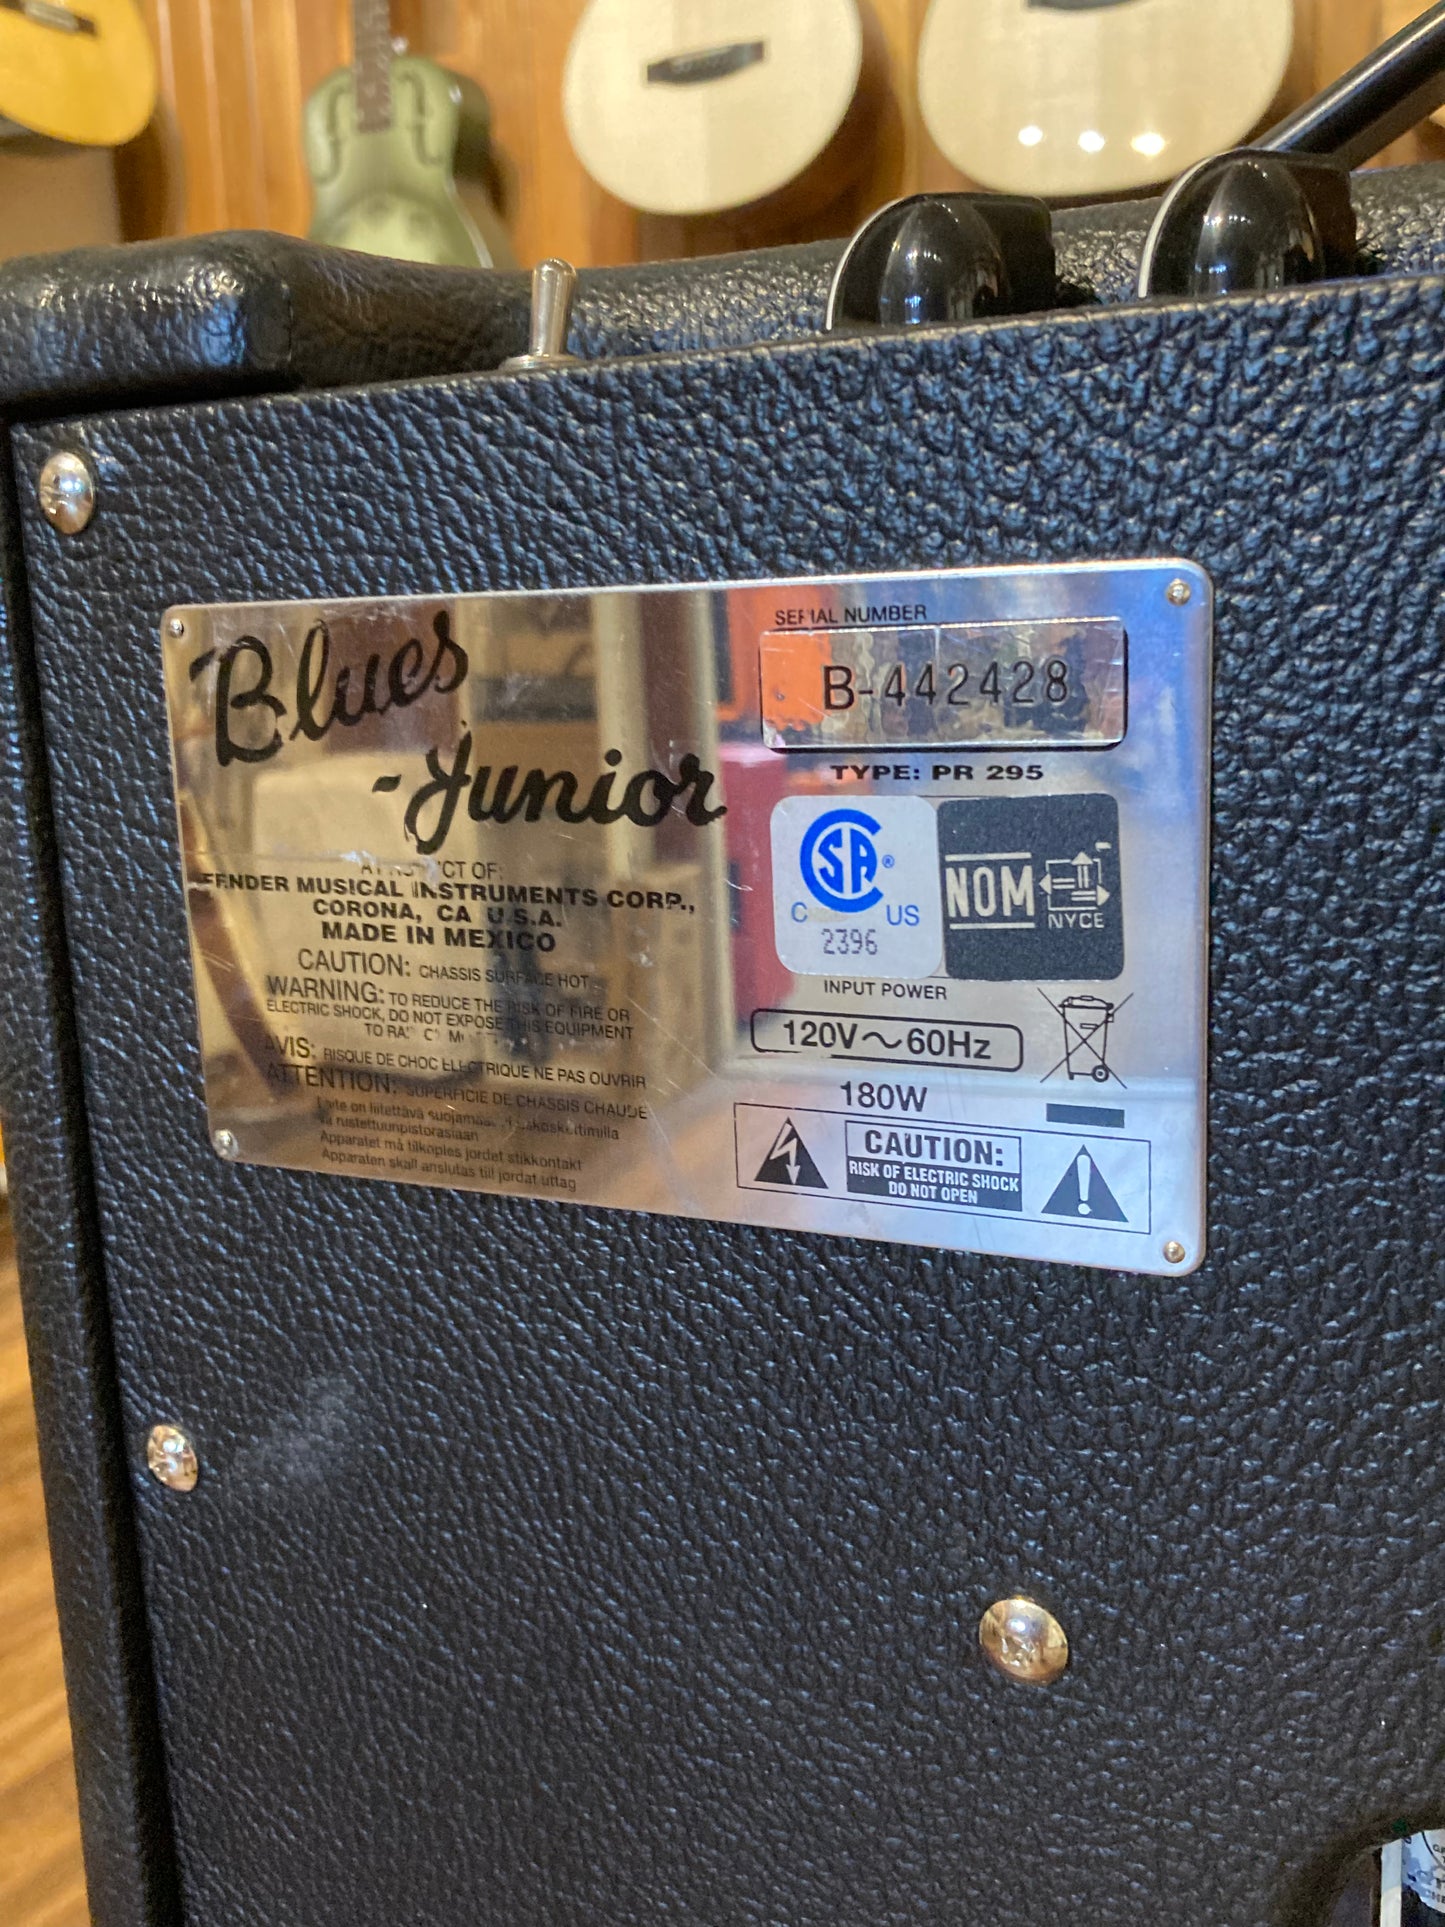 Blues
Junior
SERIAL NUMBER
B-442428
TYPE: PR 295
CSA ®
C US
2396
NOM
NYCE
FENDER MUSICAL INSTRUMENTS CORP.,
CORONA, CA U.S.A.
MADE IN MEXICO
CAUTION: CHASSIS SURFACE HOT
WARNING: TO REDUCE THE RISK OF FIRE OR
ELECTRIC SHOCK, DO NOT EXPOSE THIS EQUIPMENT
TO
AVIS: RISQUE DE CHOC ELECTRIQUE NE PAS OUVRIR
ATTENTION: SUPERFICIE DE CHASSIS CHAUDE
on liitettävä
Apparatet må tilkoples jordet stikkontakt
Apparaten skall anslutas till jordat uttag
INPUT POWER
120V~60Hz
180W
CAUTION:
RISK OF ELECTRIC SHOCK
DO NOT OPEN